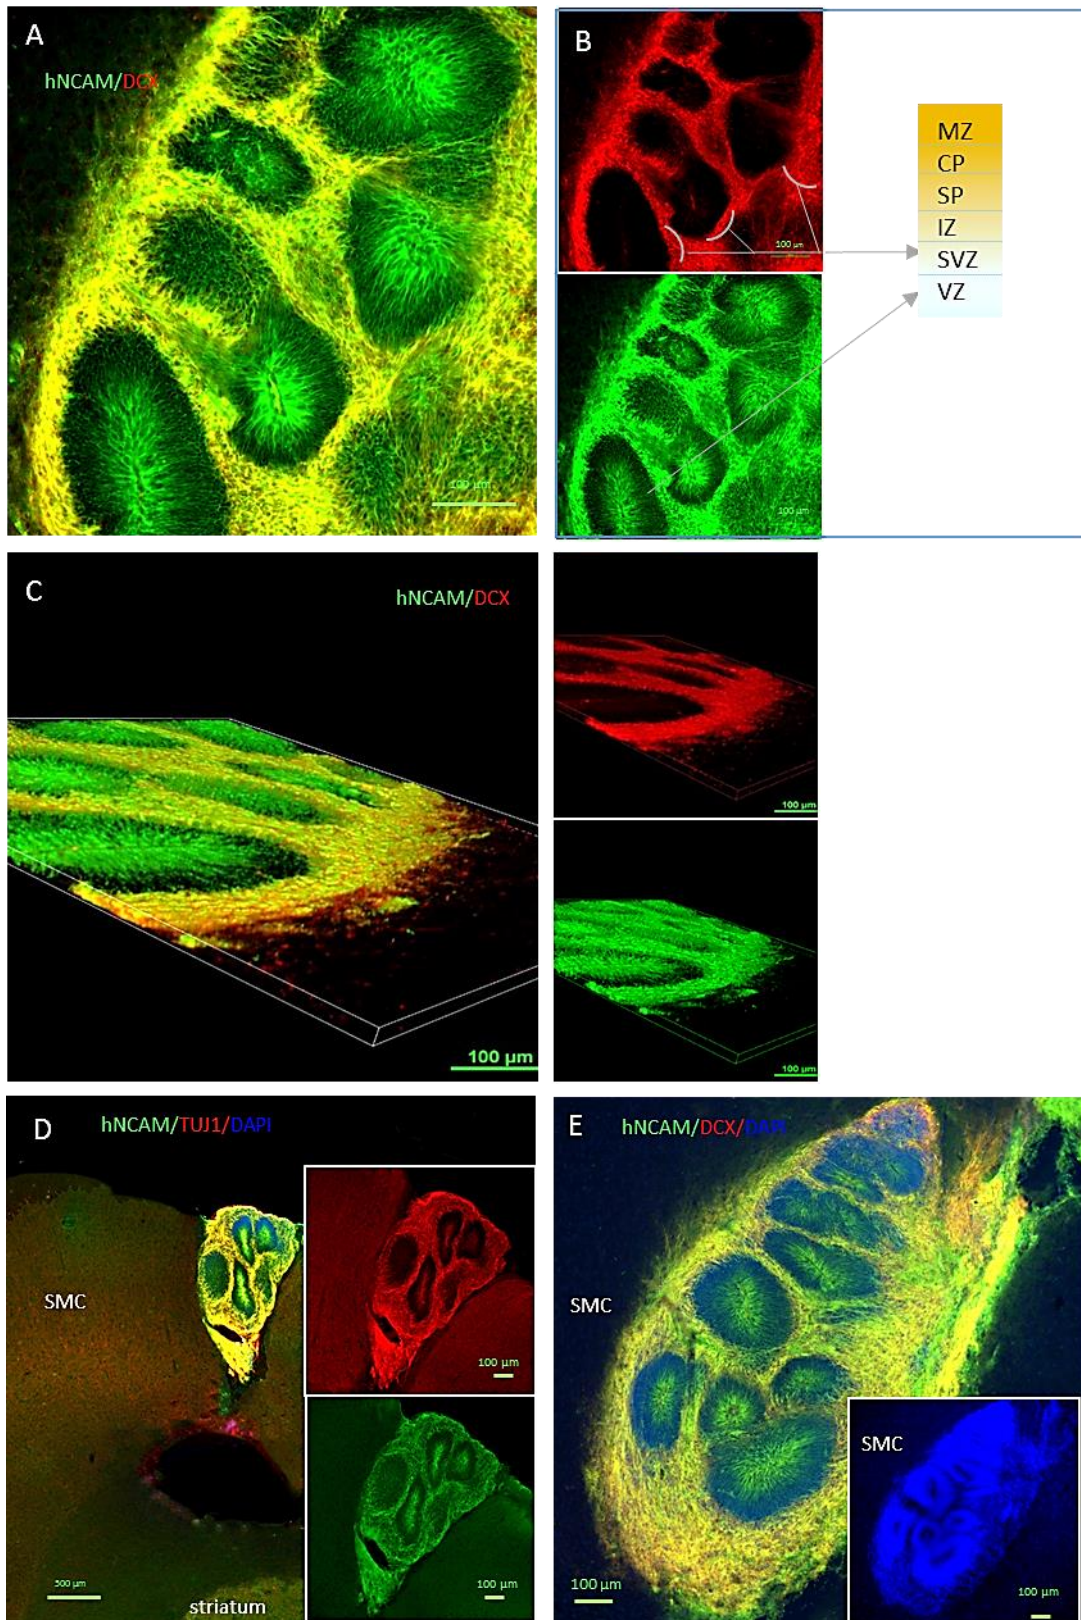 A
hNCAM/DCX
100 µm
B
100 µm
100 µm
MZ
CP
SP
IZ
SVZ
VZ
C
hNCAM/DCX
100 µm
100 µm
100 µm
D
hNCAM/TUJ1/DAPI
SMC
500 µm
striatum
100 µm
100 µm
E
hNCAM/DCX/DAPI
SMC
100 µm
SMC
100 µm